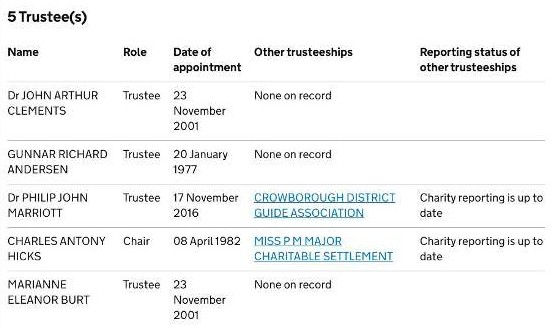 5 Trustee(s)
Name Role Date of appointment Other trusteeships Reporting status of other trusteeships
Dr JOHN ARTHUR CLEMENTS Trustee 23 November 2001 None on record
GUNNAR RICHARD ANDERSEN Trustee 20 January 1977 None on record
Dr PHILIP JOHN MARRIOTT Trustee 17 November 2016 CROWBOROUGH DISTRICT GUIDE ASSOCIATION Charity reporting is up to date
CHARLES ANTONY HICKS Chair 08 April 1982 MISS P M MAJOR CHARITABLE SETTLEMENT Charity reporting is up to date
MARIANNE ELEANOR BURT Trustee 23 November 2001 None on record